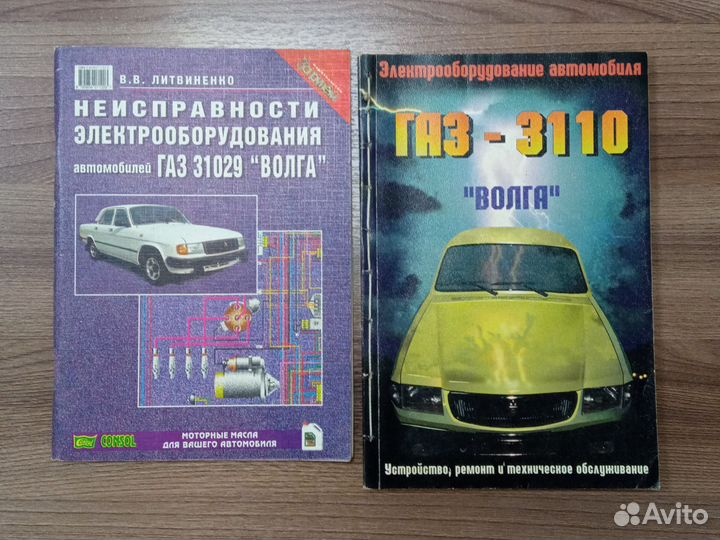 В.В. ЛИТВИНЕНКО
НЕИСПРАВНОСТИ
ЭЛЕКТРООБОРУДОВАНИЯ
автомобилей ГАЗ 31029 "ВОЛГА"
CONSOL
МОТОРНЫЕ МАСЛА
ДЛЯ ВАШЕГО АВТОМОБИЛЯ
Электрооборудование автомобиля
ГАЗ - 3110
"ВОЛГА"
Устройство, ремонт и техническое обслуживание
Avito